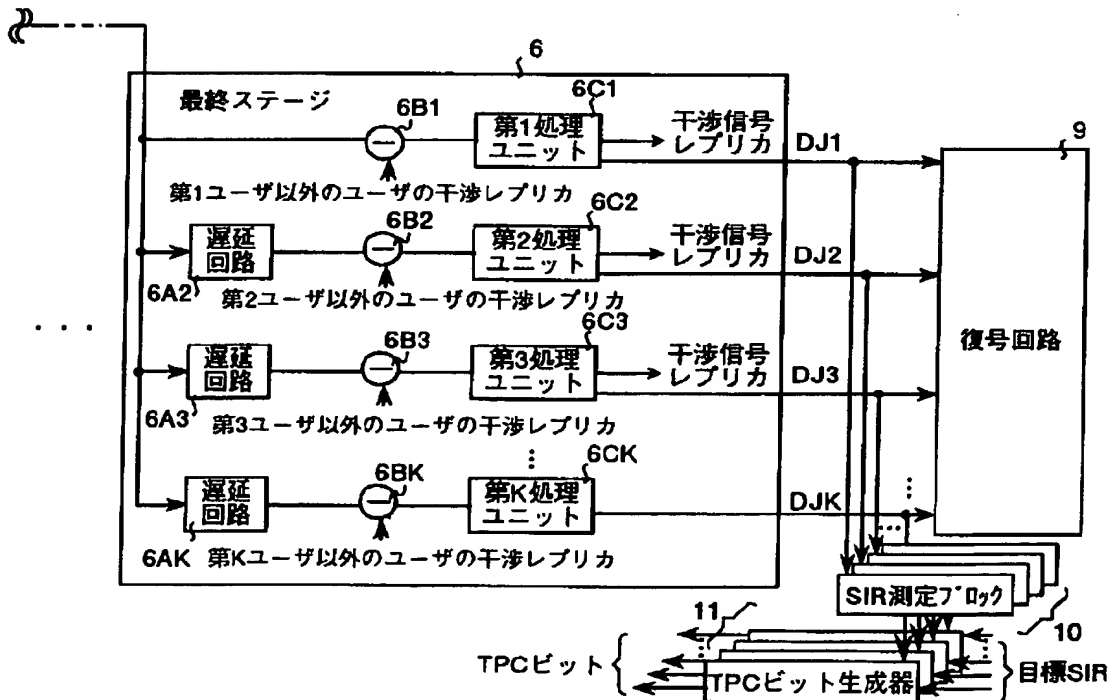 6
最終ステージ
6B1
6C1
第1処理
ユニット
干渉信号
レプリカ
DJ1
9
第1ユーザ以外のユーザの干渉レプリカ
遅延
回路
6A2
6B2
6C2
第2処理
ユニット
干渉信号
レプリカ
DJ2
第2ユーザ以外のユーザの干渉レプリカ
復号回路
遅延
回路
6A3
6B3
6C3
第3処理
ユニット
干渉信号
レプリカ
DJ3
第3ユーザ以外のユーザの干渉レプリカ
遅延
回路
6AK
6BK
6CK
第K処理
ユニット
DJK
第Kユーザ以外のユーザの干渉レプリカ
SIR測定ブロック
10
11
TPCビット
TPCビット生成器
目標SIR